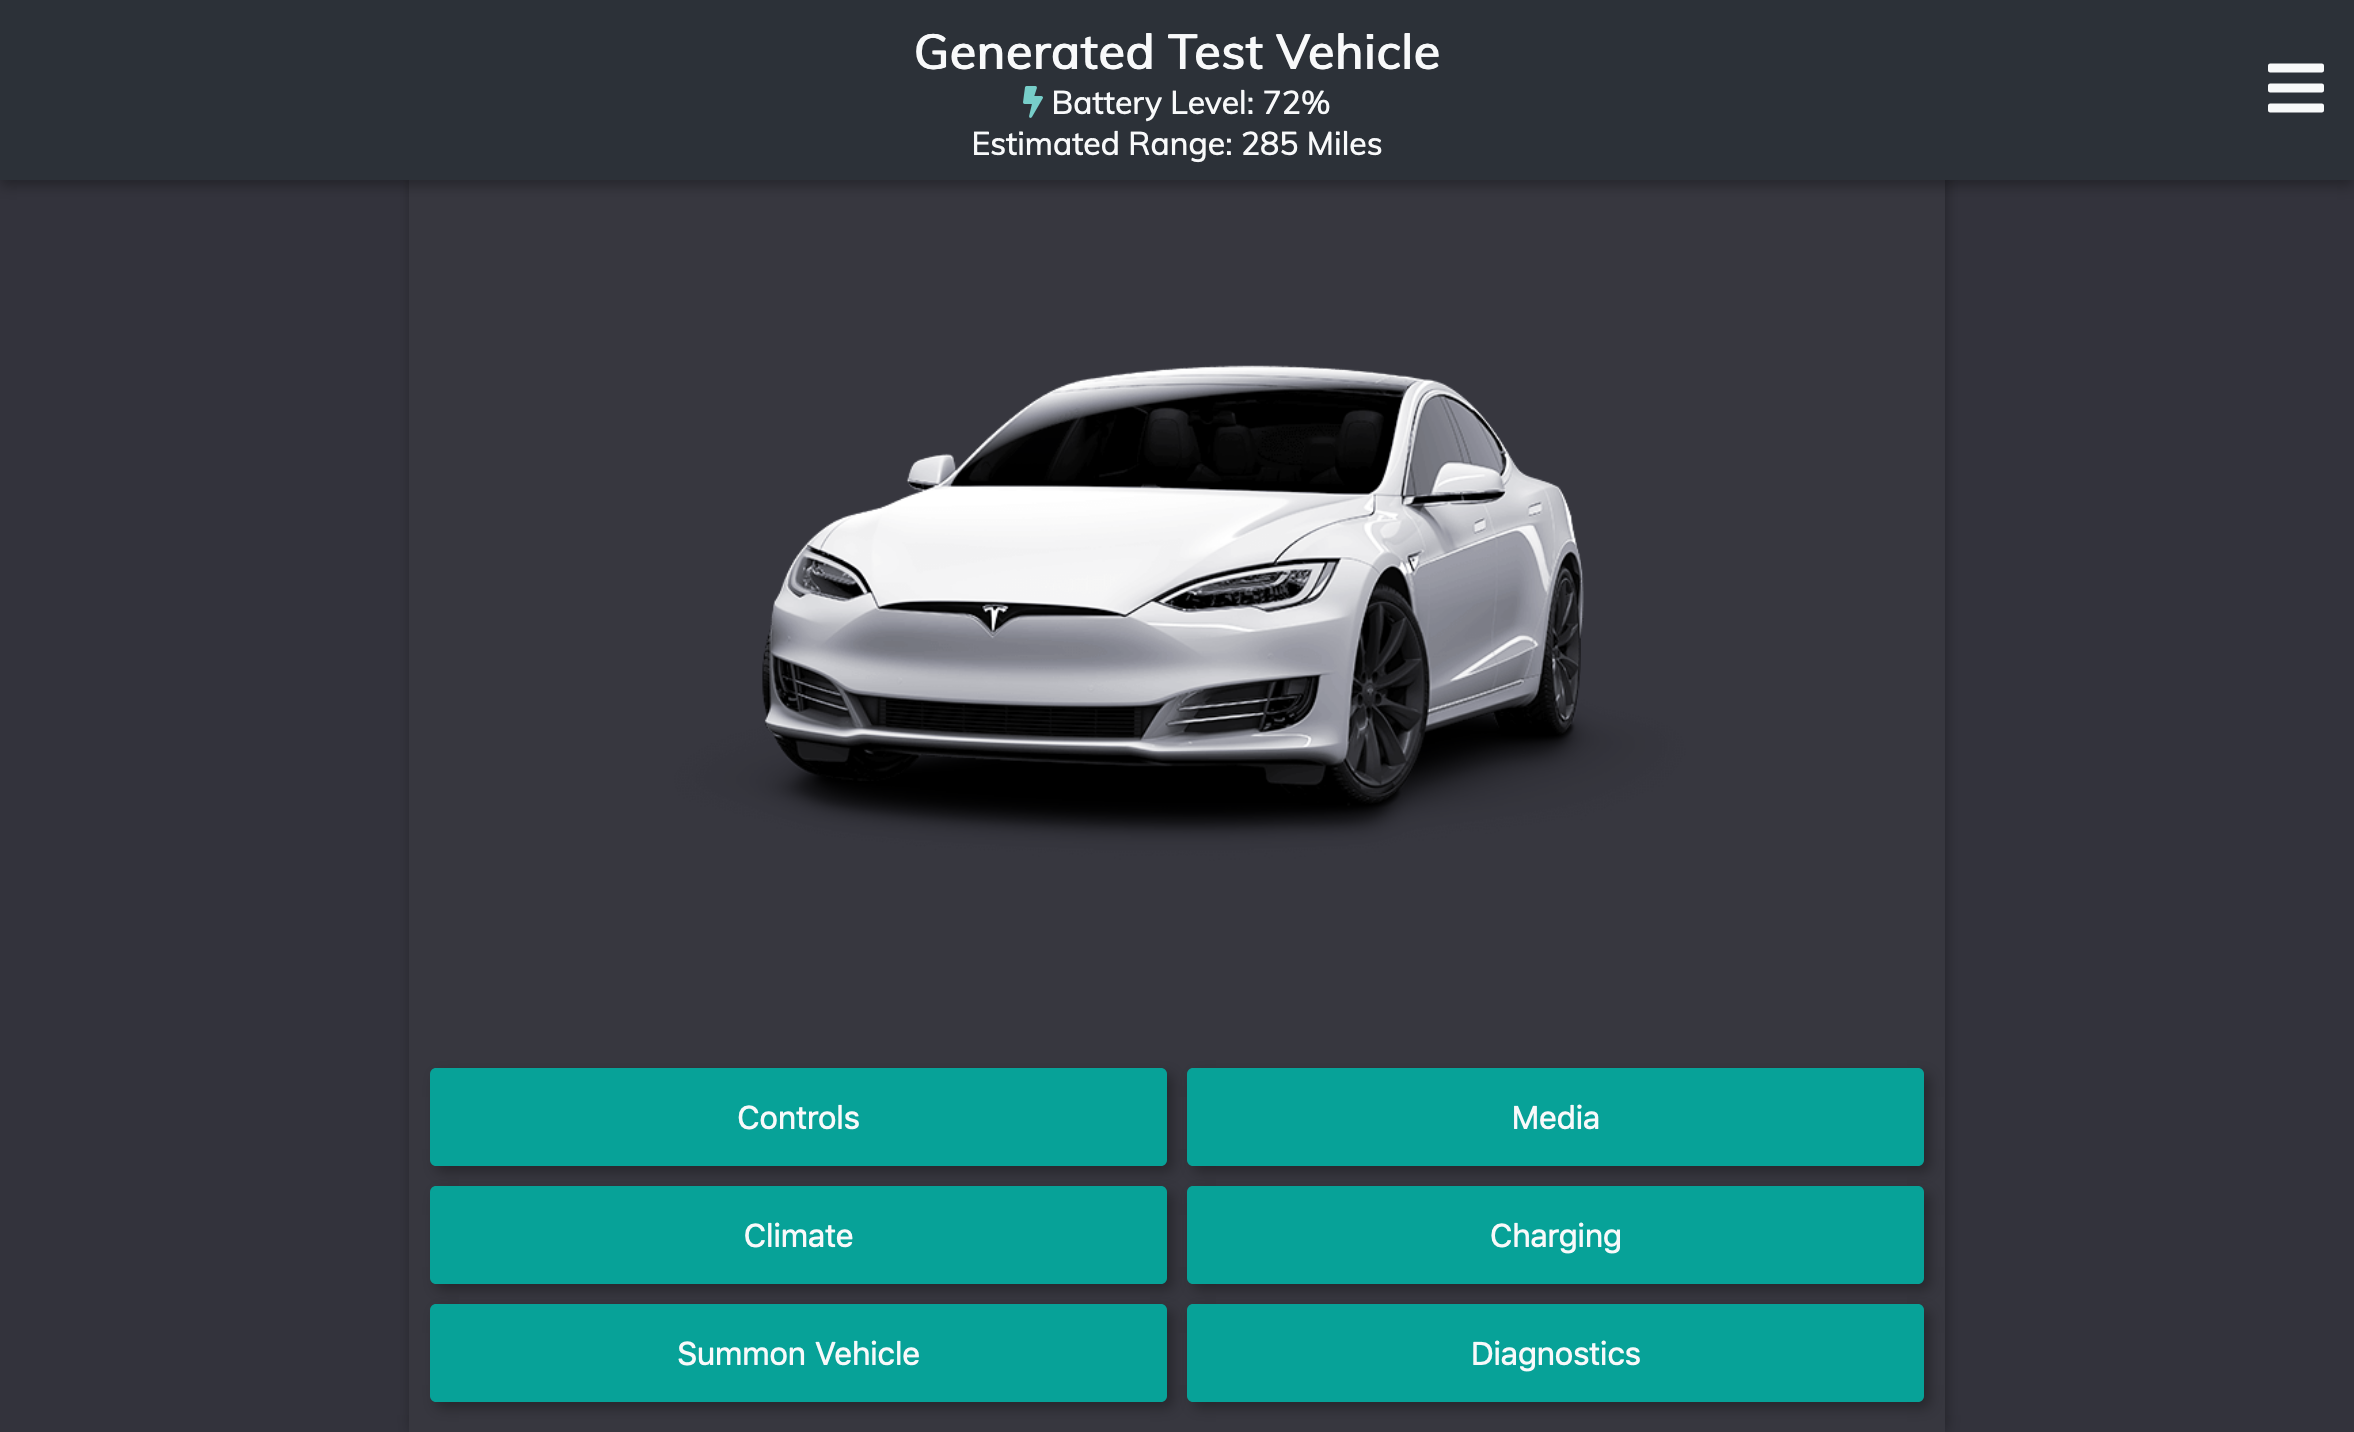 Generated Test Vehicle
Battery Level: 72%
Estimated Range: 285 Miles
Controls
Media
Climate
Charging
Summon Vehicle
Diagnostics